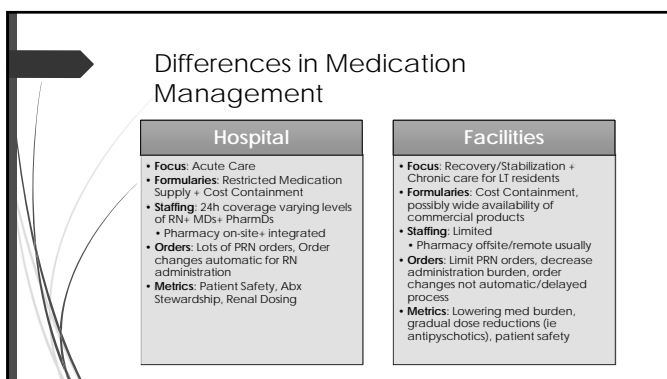 Differences in Medication
Management
Hospital
• Focus: Acute Care
• Formularies: Restricted Medication
Supply + Cost Containment
• Staffing: 24h coverage varying levels
of RN+ MDs+ PharmDs
• Pharmacy on-site+ integrated
• Orders: Lots of PRN orders, Order
changes automatic for RN
administration
• Metrics: Patient Safety, Abx
Stewardship, Renal Dosing
Facilities
• Focus: Recovery/Stabilization +
Chronic care for LT residents
• Formularies: Cost Containment,
possibly wide availability of
commercial products
• Staffing: Limited
• Pharmacy offsite/remote usually
• Orders: Limit PRN orders, decrease
administration burden, order
changes not automatic/delayed
process
• Metrics: Lowering med burden,
gradual dose reductions (ie
antipyschotics), patient safety